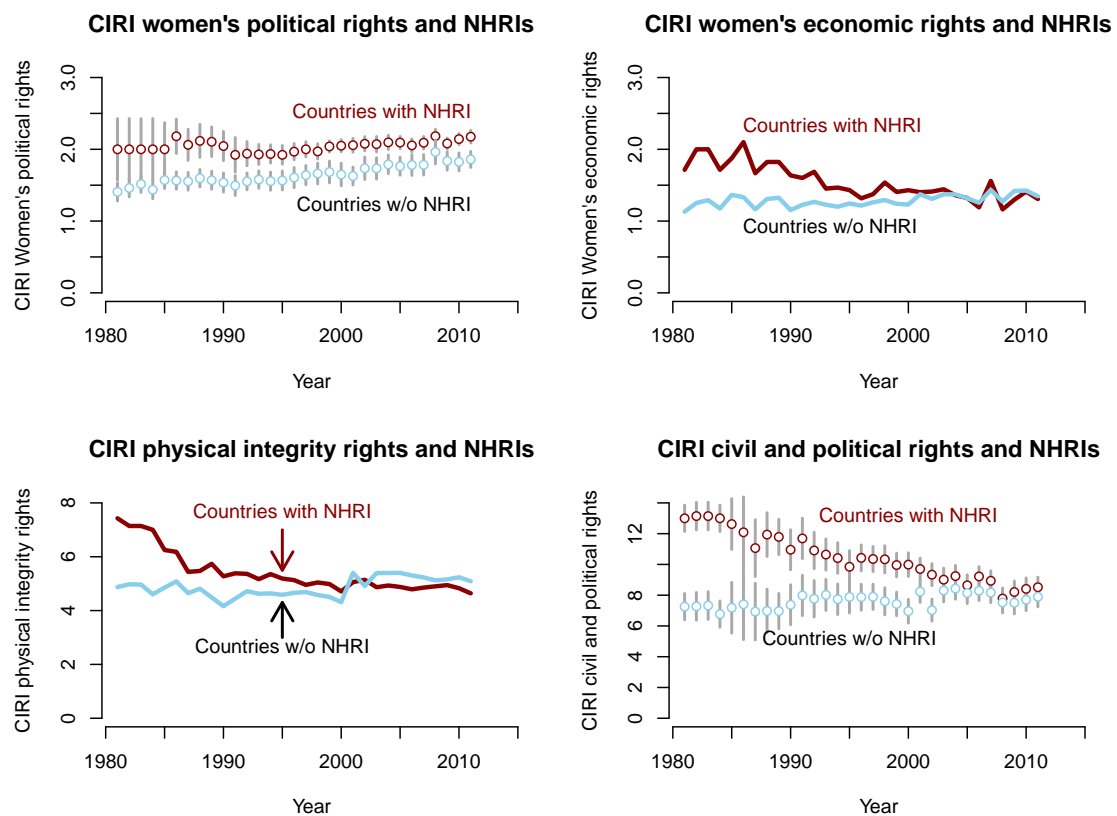 CIRI women's political rights and NHRIs
CIRI Women's political rights
3.0
2.0
1.0
0.0
Countries with NHRI
Countries w/o NHRI
1980 1990 2000 2010
Year
CIRI women's economic rights and NHRIs
CIRI Women's economic rights
3.0
2.0
1.0
0.0
Countries with NHRI
Countries w/o NHRI
1980 1990 2000 2010
Year
CIRI physical integrity rights and NHRIs
CIRI physical integrity rights
8
6
4
2
0
Countries with NHRI
Countries w/o NHRI
1980 1990 2000 2010
Year
CIRI civil and political rights and NHRIs
CIRI civil and political rights
12
8
6
4
2
0
Countries with NHRI
Countries w/o NHRI
1980 1990 2000 2010
Year